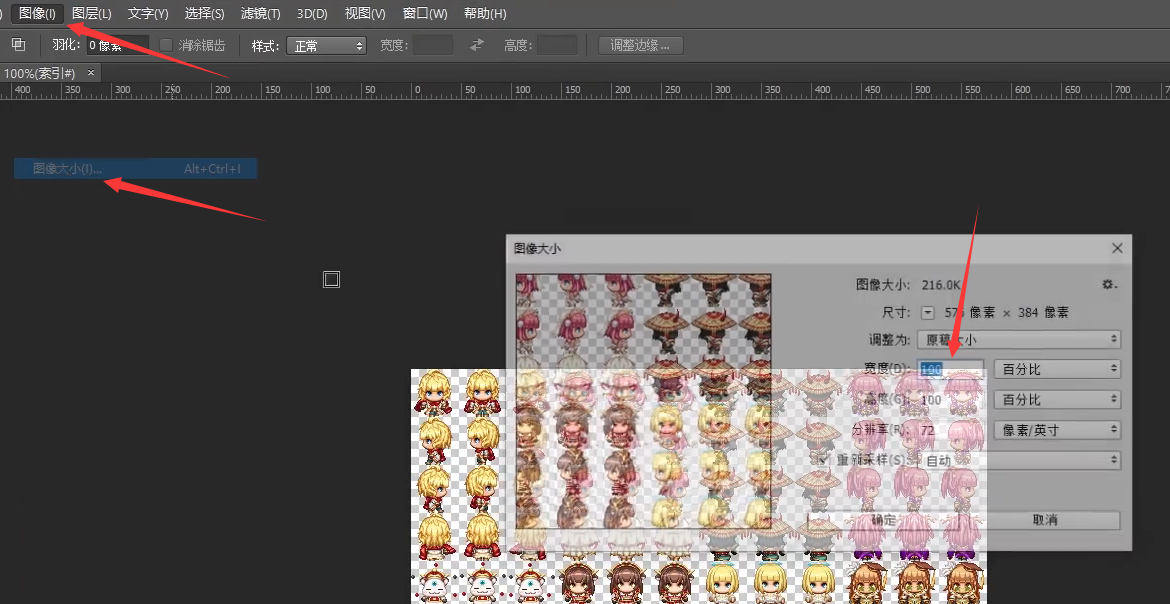 ) 图像(I) 图层(L) 文字(Y) 选择(S) 滤镜(T) 3D(D) 视图(V) 窗口(W) 帮助(H)
羽化: 0 像素 消除锯齿 样式: 正常 宽度: 高度: 调整边缘 ...
100%(索引#) ×
400 350 300 250 200 150 100 50 0 50 100 150 200 250 300 350 400 450 500 550 600 650 700
图像大小(I)... Alt+Ctrl+I
图像大小
图像大小: 216.0K
尺寸: 576 像素 × 384 像素
调整为: 原稿大小
宽度(D): 100 百分比
高度(G): 100 百分比
分辨率(R): 72 像素/英寸
重新采样(S): 自动
确定 取消